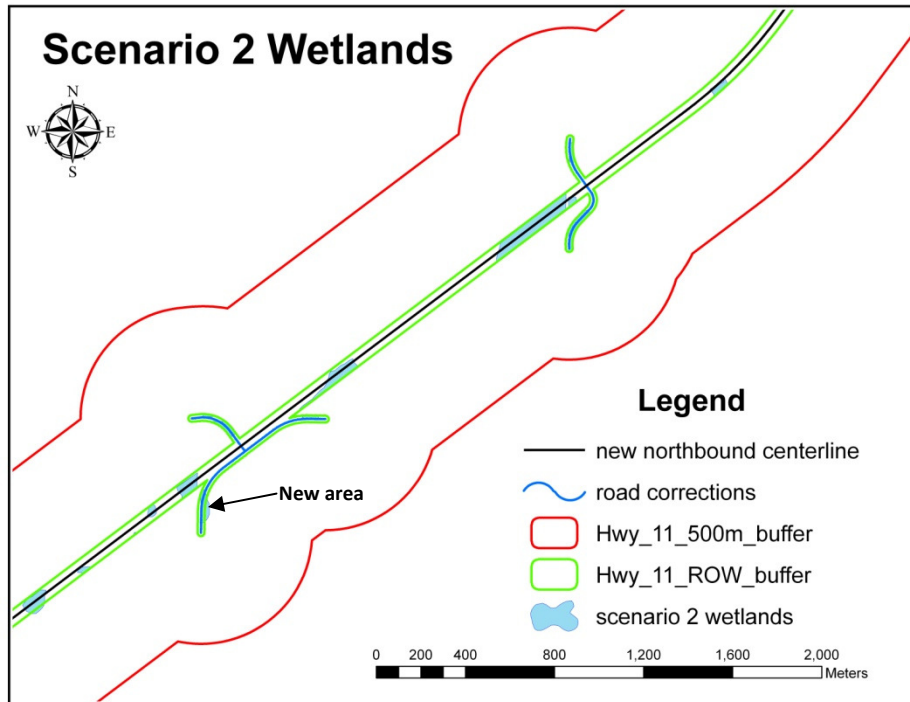 Scenario 2 Wetlands
N
W
E
S
New area
Legend
new northbound centerline
road corrections
Hwy_11_500m_buffer
Hwy_11_ROW_buffer
scenario 2 wetlands
0 200 400 800 1,200 1,600 2,000
Meters